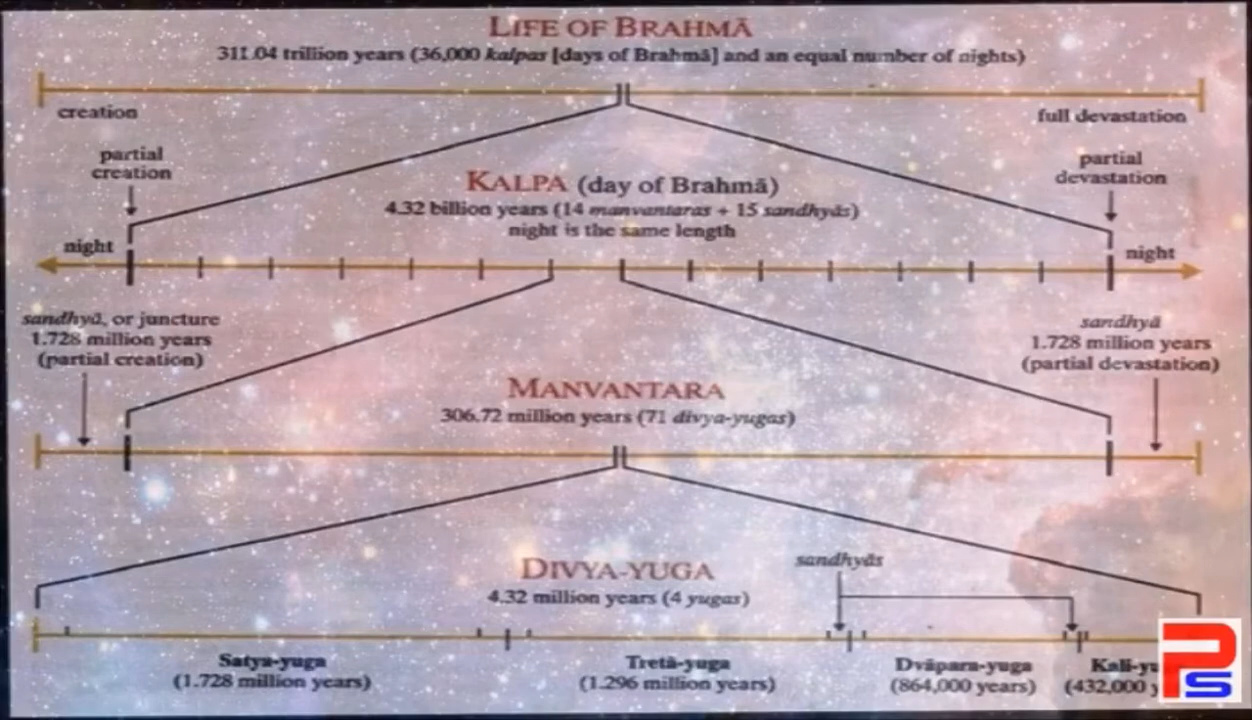 LIFE OF BRAHMĀ
311.04 trillion years (36,000 kalpas [days of Brahmā] and an equal number of nights)
creation
full devastation
partial
creation
partial
devastation
KALPA (day of Brahmā)
4.32 billion years (14 manvantaras + 15 sandhyās)
night is the same length
night
night
sandhyā, or juncture
1.728 million years
(partial creation)
sandhyā
1.728 million years
(partial devastation)
MANVANTARA
306.72 million years (71 divya-yugas)
sandhyās
DIVYA-YUGA
4.32 million years (4 yugas)
Satya-yuga
(1.728 million years)
Tretā-yuga
(1.296 million years)
Dvāpara-yuga
(864,000 years)
Kali-yu
(432,000 y
PS